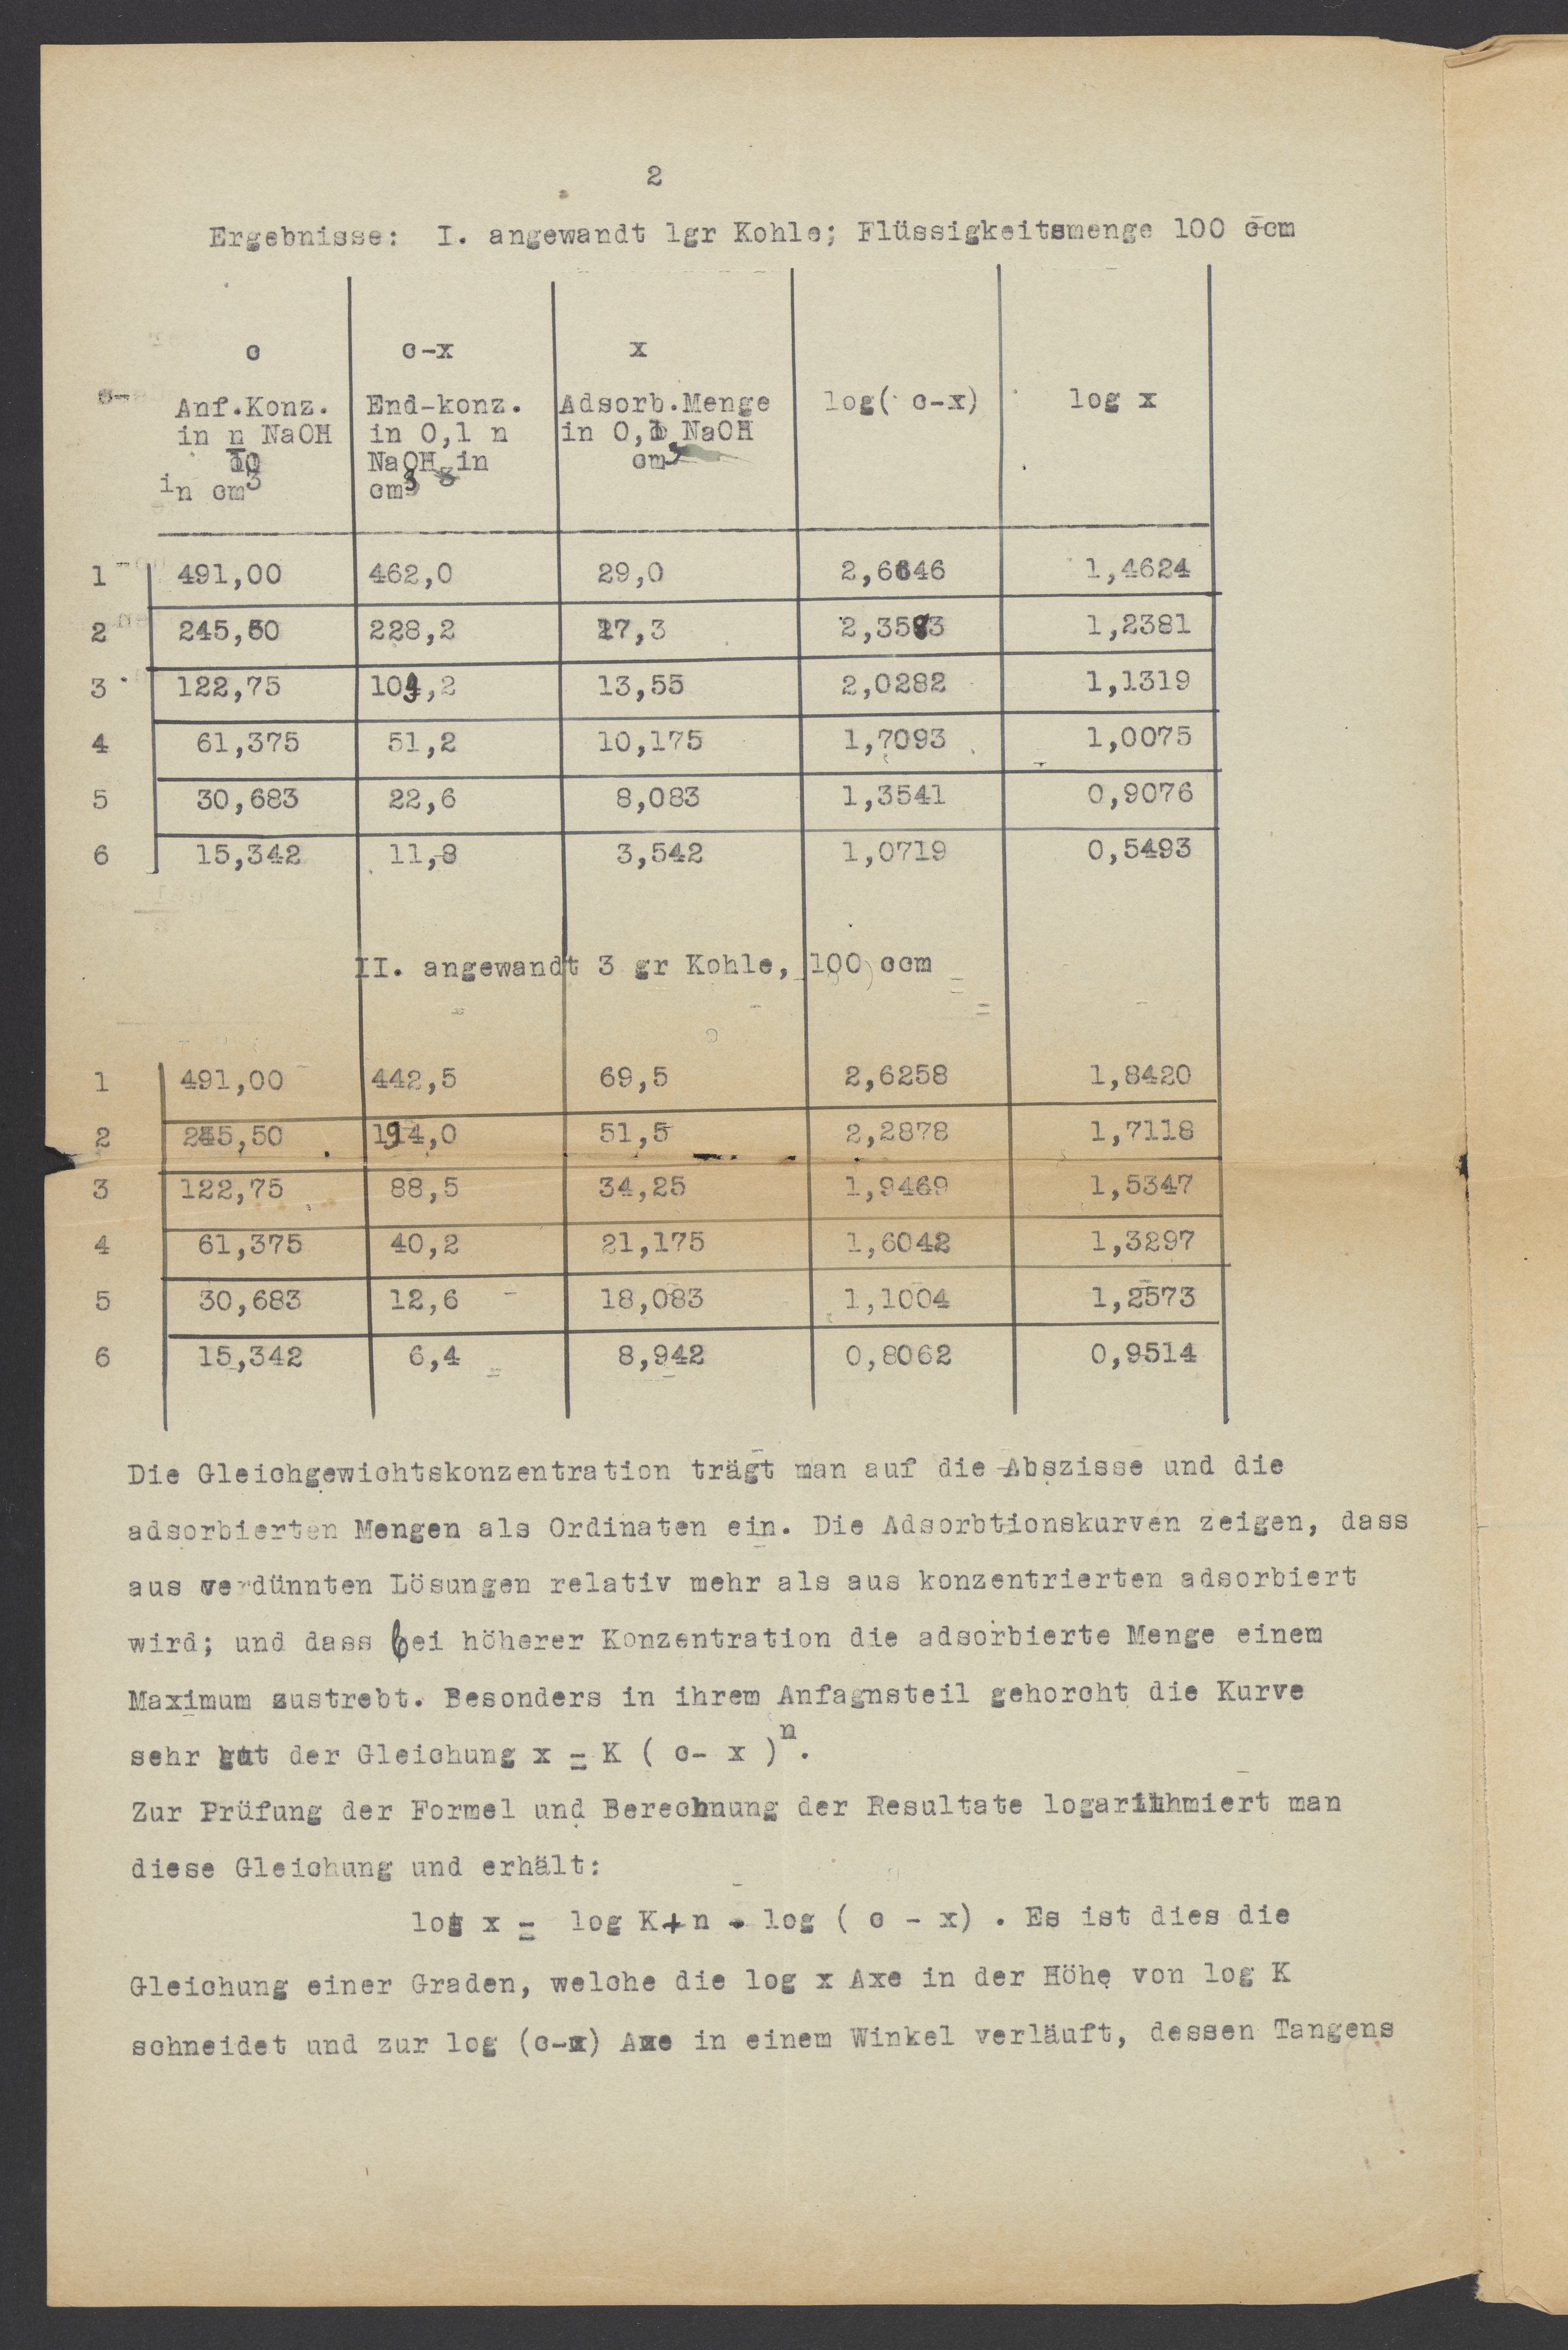 2
Ergebnisse: I. angewandt 1gr Kohle; Flüssigkeitsmenge 100 ccm
c c-x x
Anf.Konz. End-konz. Adsorb.Menge log( c-x) log x
in n NaOH in 0,1 n in 0,1 NaOH
10 NaOH in cm3
in cm3 cm3
1 491,00 462,0 29,0 2,6646 1,4624
2 245,50 228,2 17,3 2,3583 1,2381
3 122,75 109,2 13,55 2,0282 1,1319
4 61,375 51,2 10,175 1,7093 1,0075
5 30,683 22,6 8,083 1,3541 0,9076
6 15,342 11,8 3,542 1,0719 0,5493
II. angewandt 3 gr Kohle, 100 ccm
1 491,00 442,5 69,5 2,6258 1,8420
2 245,50 194,0 51,5 2,2878 1,7118
3 122,75 88,5 34,25 1,9469 1,5347
4 61,375 40,2 21,175 1,6042 1,3297
5 30,683 12,6 18,083 1,1004 1,2573
6 15,342 6,4 8,942 0,8062 0,9514
Die Gleichgewichtskonzentration trägt man auf die Abszisse und die
adsorbierten Mengen als Ordinaten ein. Die Adsorbtionskurven zeigen, dass
aus verdünnten Lösungen relativ mehr als aus konzentrierten adsorbiert
wird; und dass bei höherer Konzentration die adsorbierte Menge einem
Maximum zustrebt. Besonders in ihrem Anfagnsteil gehorcht die Kurve
sehr gut der Gleichung x = K ( c- x )n.
Zur Prüfung der Formel und Berechnung der Resultate logarithmiert man
diese Gleichung und erhält:
log x = log K+n . log ( c - x) . Es ist dies die
Gleichung einer Graden, welche die log x Axe in der Höhe von log K
schneidet und zur log (c-x) Axe in einem Winkel verläuft, dessen Tangens